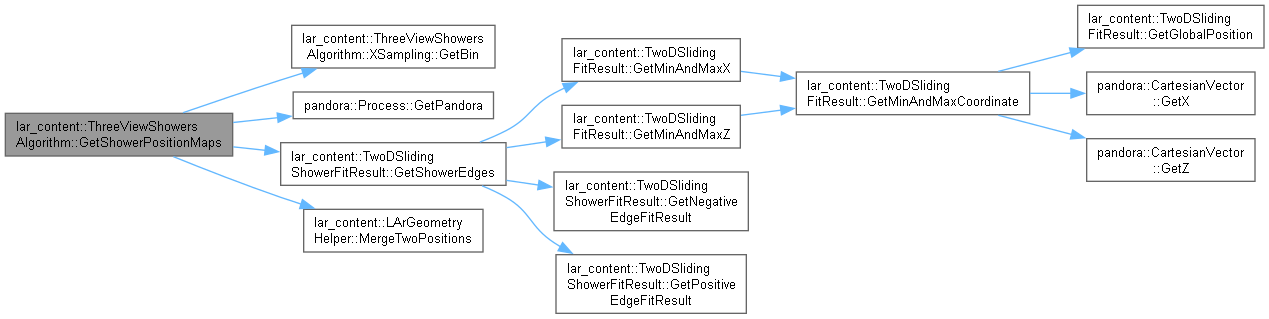 lar_content::ThreeViewShowers
Algorithm::GetShowerPositionMaps
lar_content::ThreeViewShowers
Algorithm::XSampling::GetBin
pandora::Process::GetPandora
lar_content::TwoDSliding
ShowerFitResult::GetShowerEdges
lar_content::LArGeometry
Helper::MergeTwoPositions
lar_content::TwoDSliding
FitResult::GetMinAndMaxX
lar_content::TwoDSliding
FitResult::GetMinAndMaxZ
lar_content::TwoDSliding
ShowerFitResult::GetNegative
EdgeFitResult
lar_content::TwoDSliding
ShowerFitResult::GetPositive
EdgeFitResult
lar_content::TwoDSliding
FitResult::GetMinAndMaxCoordinate
lar_content::TwoDSliding
FitResult::GetGlobalPosition
pandora::CartesianVector
::GetX
pandora::CartesianVector
::GetZ